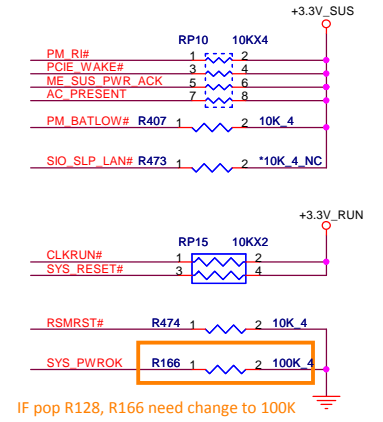 +3.3V_SUS
RP10 10KX4
PM_RI# 1 2
PCIE_WAKE# 3 4
ME_SUS_PWR_ACK 5 6
AC_PRESENT 7 8
PM_BATLOW# R407 1 2 10K_4
SIO_SLP_LAN# R473 1 2 *10K_4_NC
+3.3V_RUN
RP15 10KX2
CLKRUN# 1 2
SYS_RESET# 3 4
RSMRST# R474 1 2 10K_4
SYS_PWROK R166 1 2 100K_4
IF pop R128, R166 need change to 100K